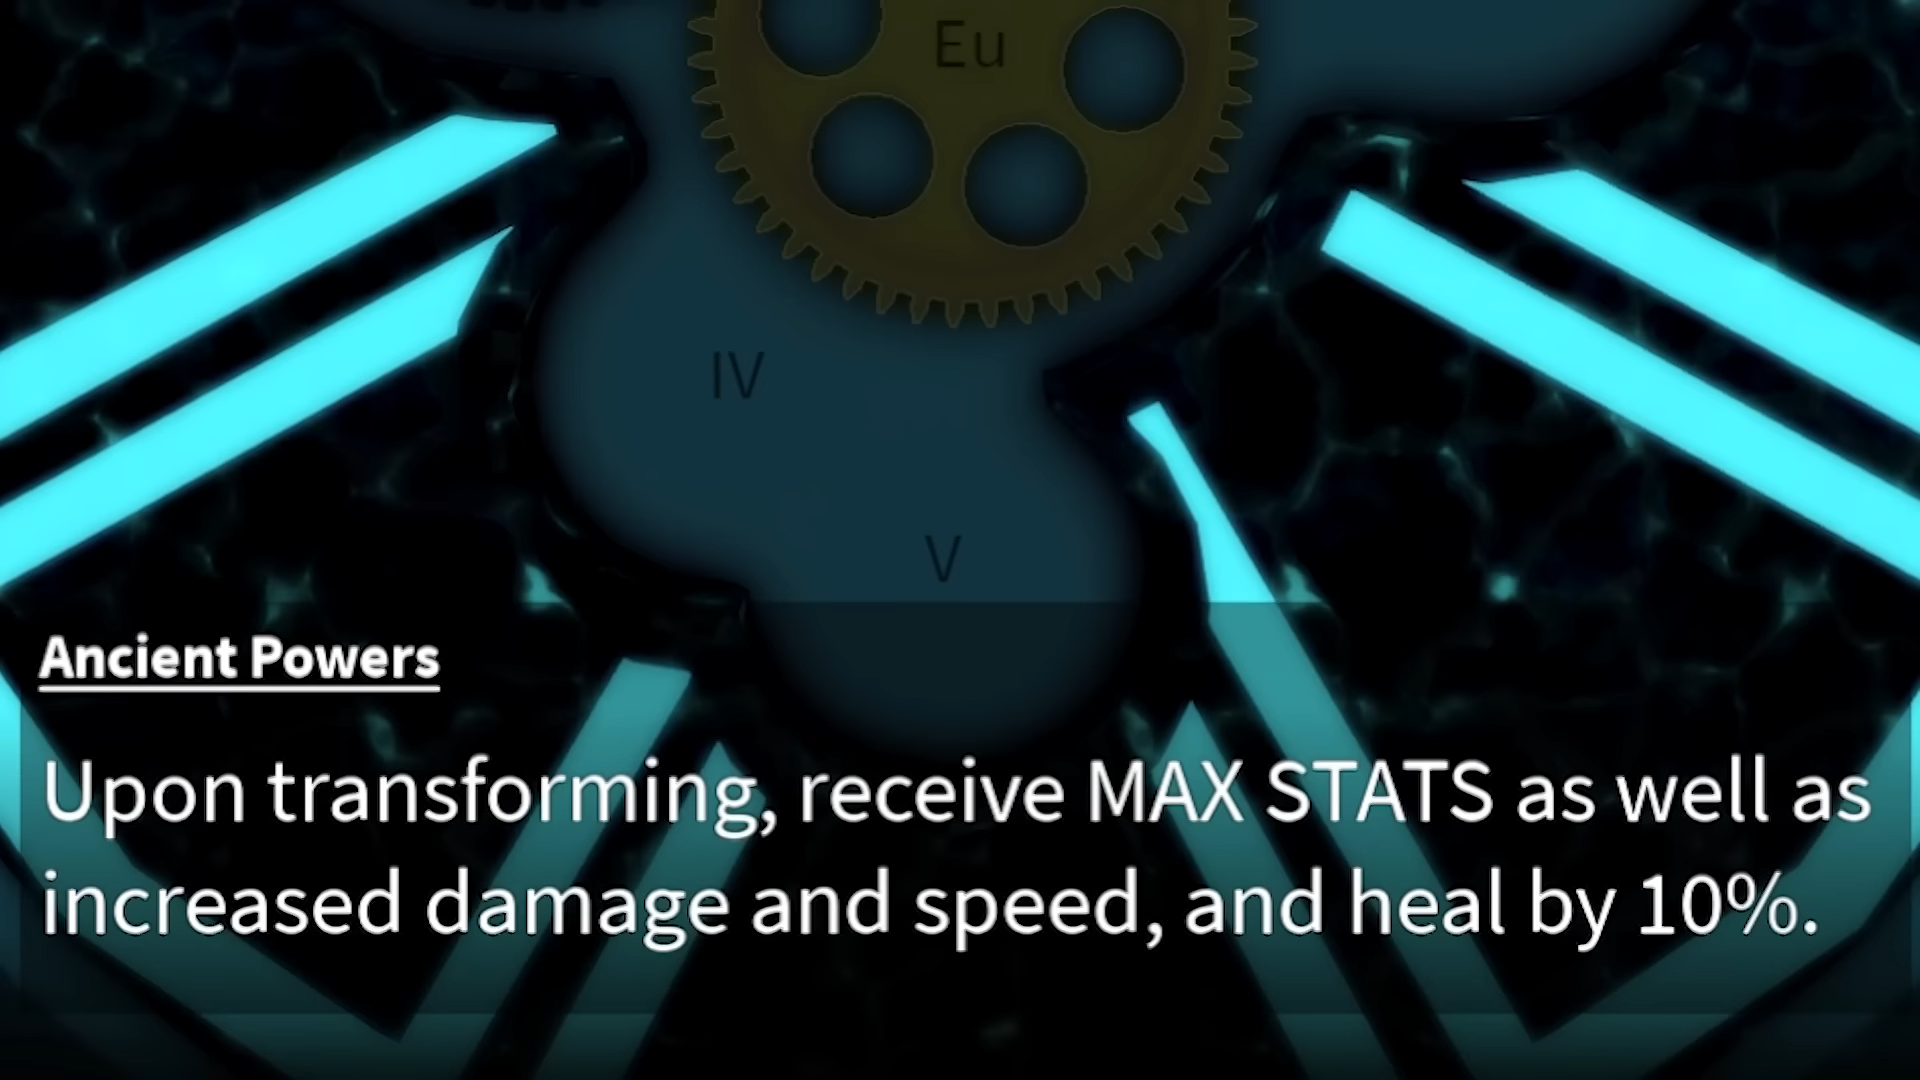 Eu
IV
V
Ancient Powers
Upon transforming, receive MAX STATS as well as
increased damage and speed, and heal by 10%.